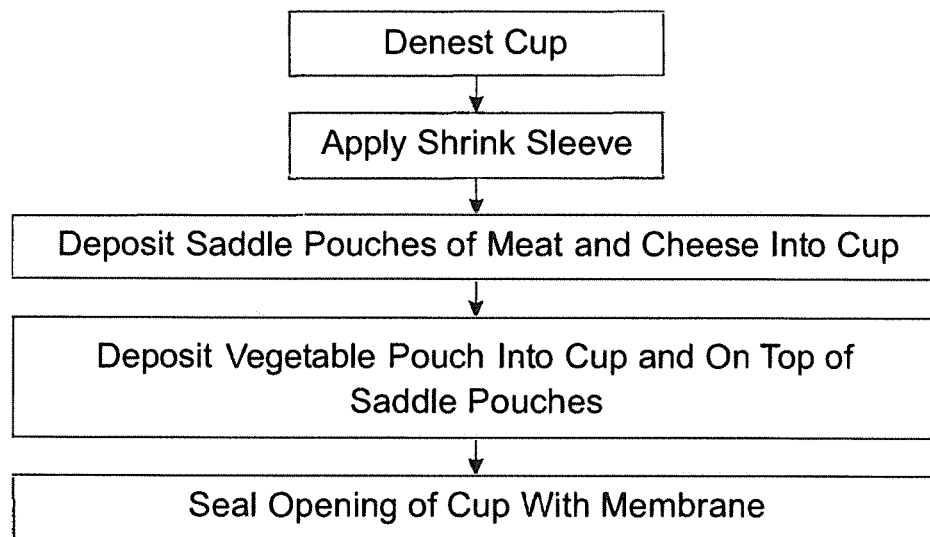 Denest Cup
Apply Shrink Sleeve
Deposit Saddle Pouches of Meat and Cheese Into Cup
Deposit Vegetable Pouch Into Cup and On Top of
Saddle Pouches
Seal Opening of Cup With Membrane